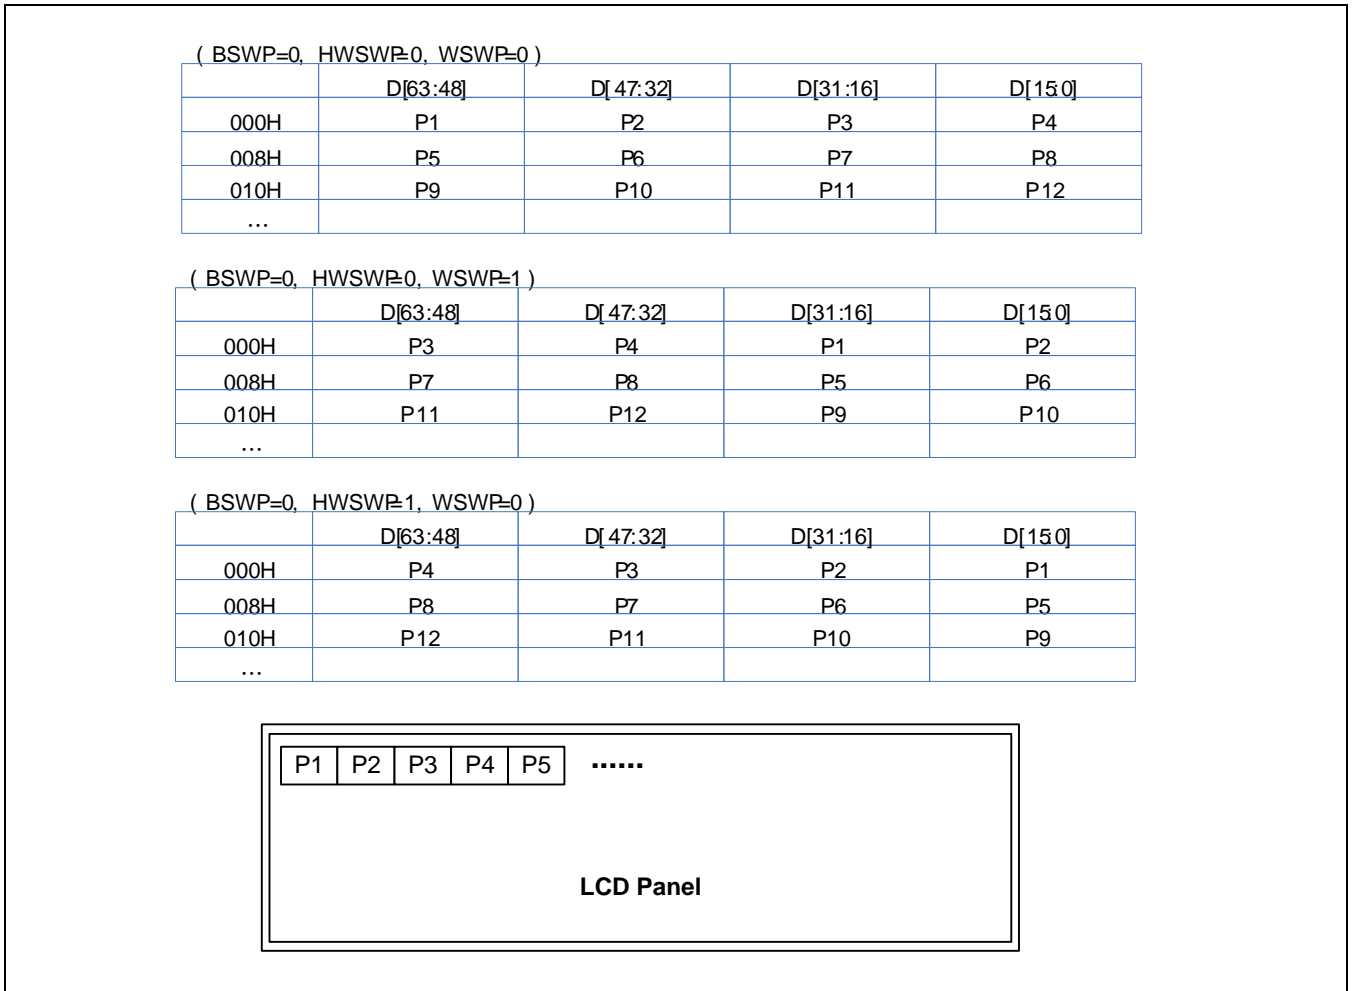 ( BSWP=0, HWSWP=0, WSWP=0 )
D[63:48] D[47:32] D[31:16] D[15:0]
000H P1 P2 P3 P4
008H P5 P6 P7 P8
010H P9 P10 P11 P12
...
( BSWP=0, HWSWP=0, WSWP=1 )
D[63:48] D[47:32] D[31:16] D[15:0]
000H P3 P4 P1 P2
008H P7 P8 P5 P6
010H P11 P12 P9 P10
...
( BSWP=0, HWSWP=1, WSWP=0 )
D[63:48] D[47:32] D[31:16] D[15:0]
000H P4 P3 P2 P1
008H P8 P7 P6 P5
010H P12 P11 P10 P9
...
P1 P2 P3 P4 P5 ......
LCD Panel